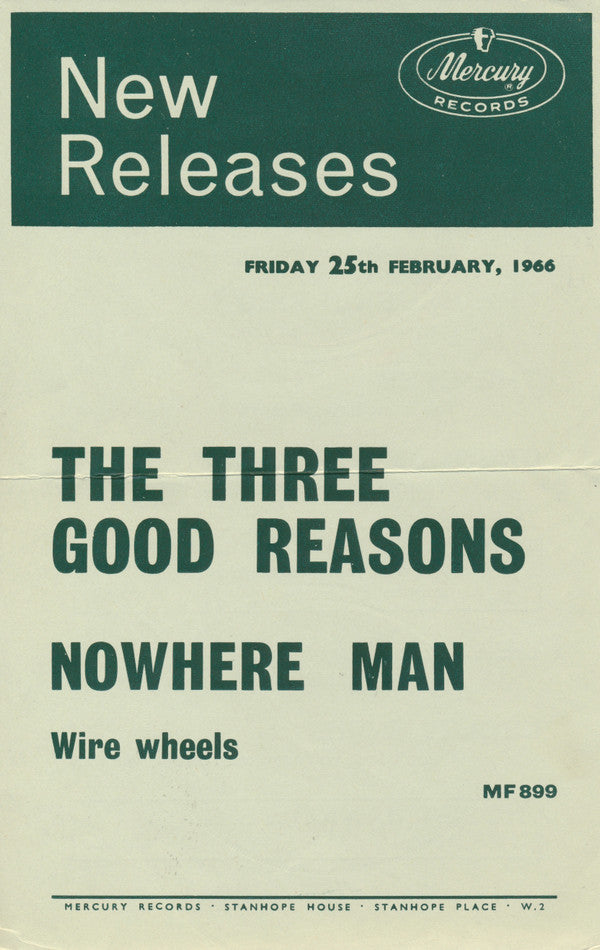 New
Releases
Mercury
®
RECORDS
FRIDAY 25th FEBRUARY, 1966
THE THREE
GOOD REASONS
NOWHERE MAN
Wire wheels
MF 899
MERCURY RECORDS · STANHOPE HOUSE · STANHOPE PLACE · W.2